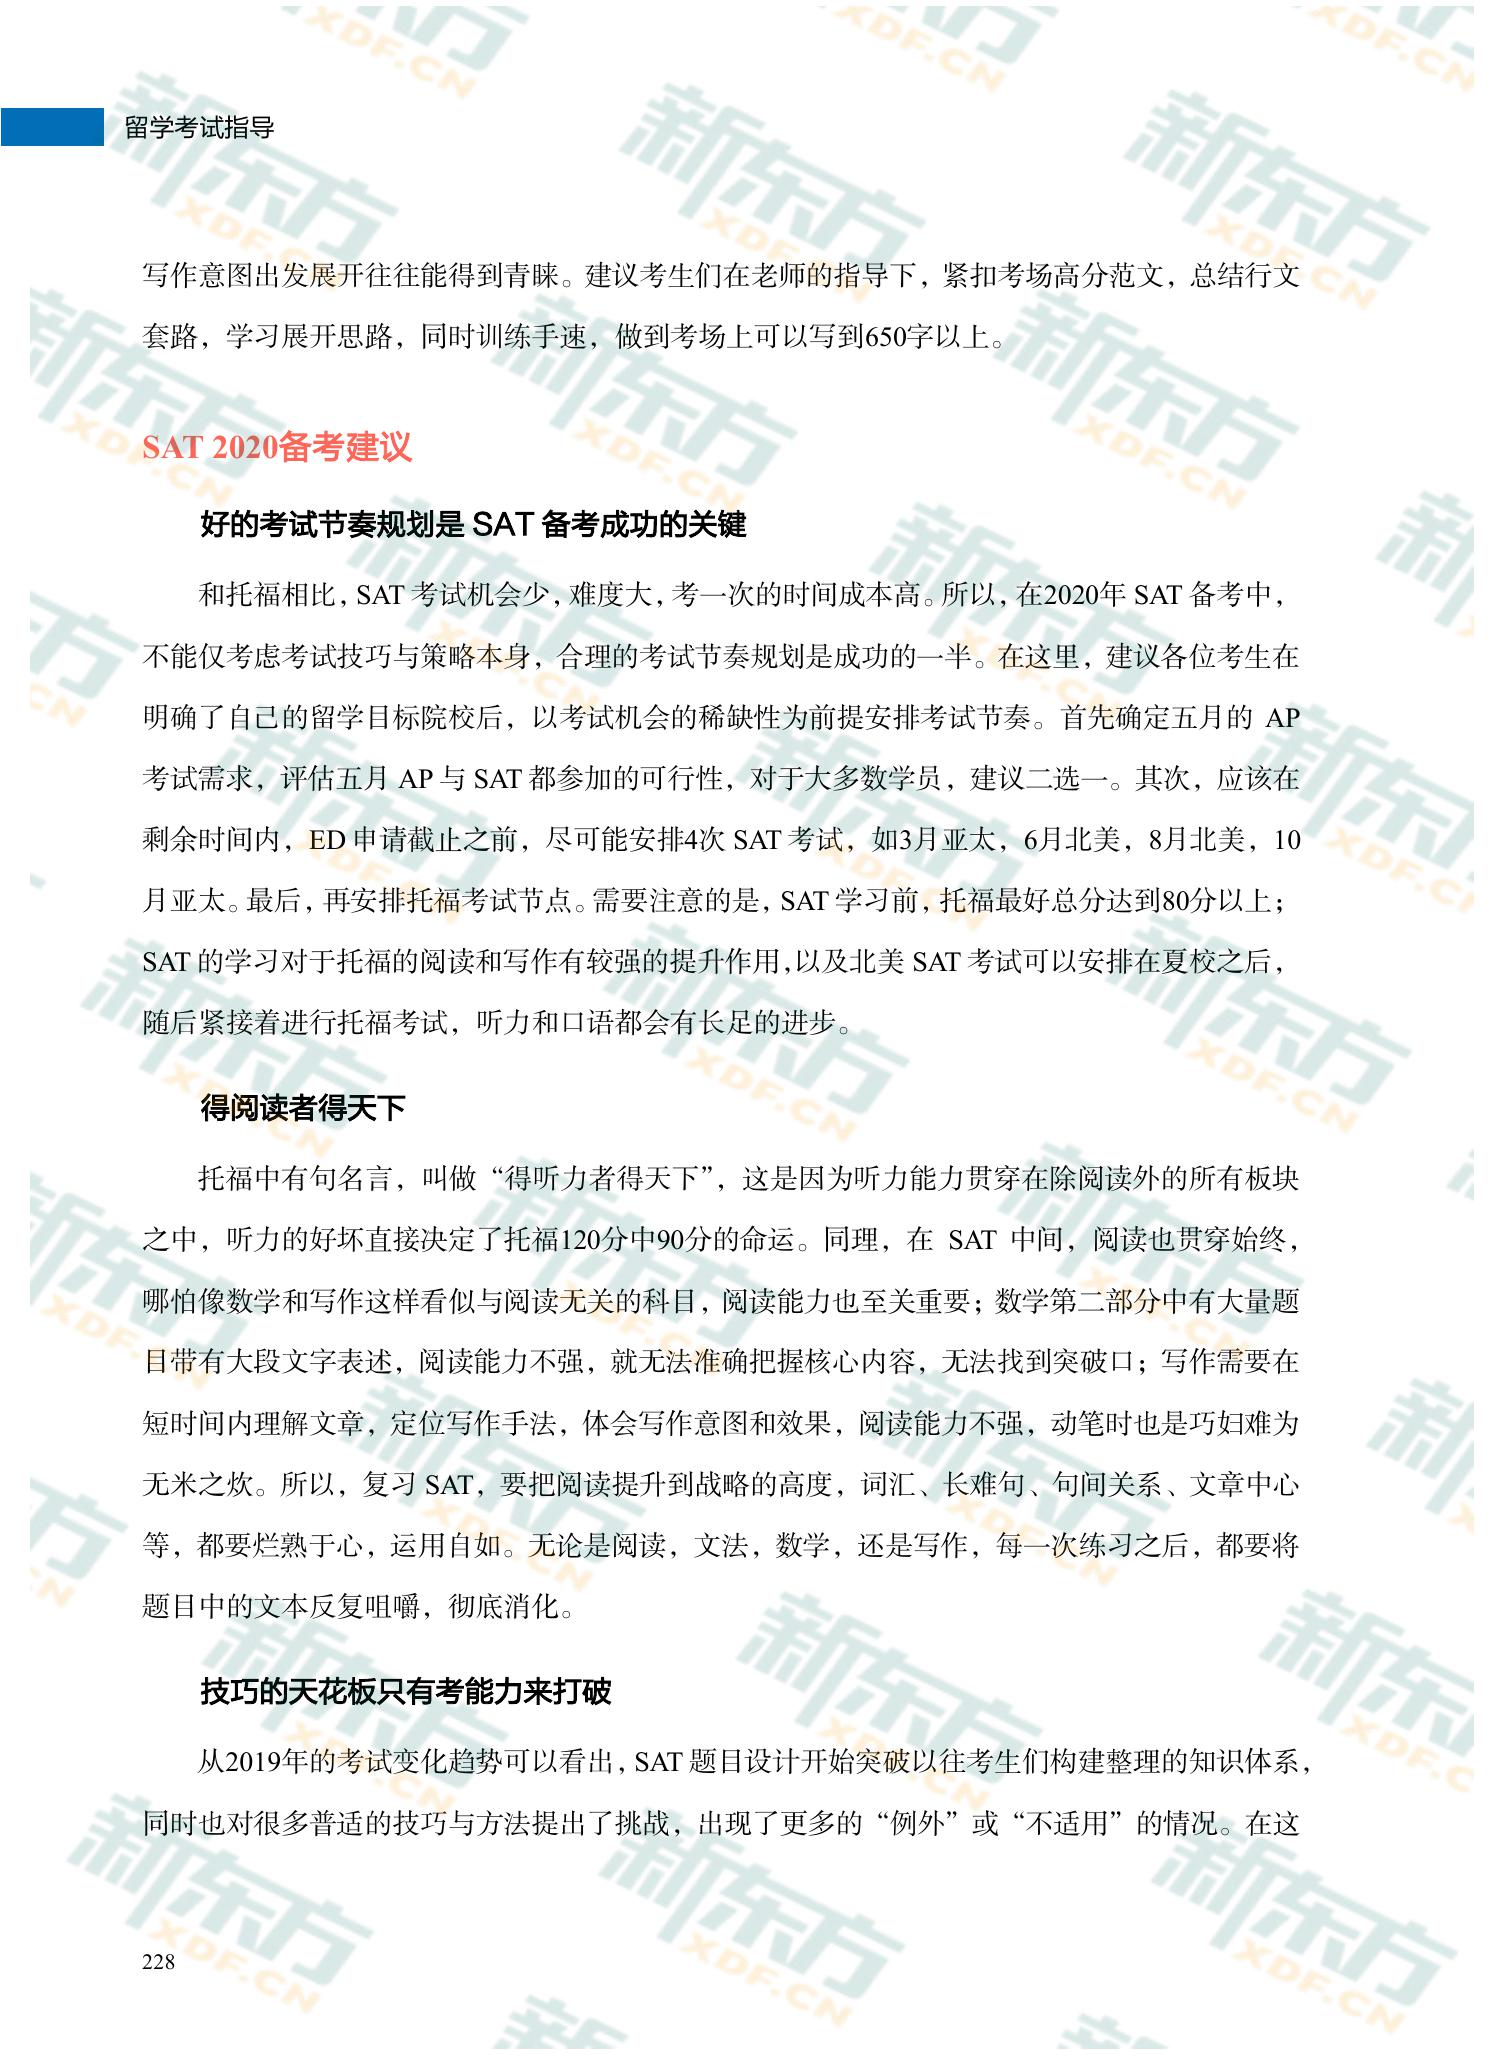 留学考试指导
写作意图出发展开往往能得到青睐。建议考生们在老师的指导下，紧扣考场高分范文，总结行文
套路，学习展开思路，同时训练手速，做到考场上可以写到650字以上。
SAT 2020备考建议
好的考试节奏规划是 SAT 备考成功的关键
和托福相比，SAT 考试机会少，难度大，考一次的时间成本高。所以，在2020年 SAT 备考中，
不能仅考虑考试技巧与策略本身，合理的考试节奏规划是成功的一半。在这里，建议各位考生在
明确了自己的留学目标院校后，以考试机会的稀缺性为前提安排考试节奏。首先确定五月的 AP
考试需求，评估五月 AP 与 SAT 都参加的可行性，对于大多数学员，建议二选一。其次，应该在
剩余时间内，ED 申请截止之前，尽可能安排4次 SAT 考试，如3月亚太，6月北美，8月北美，10
月亚太。最后，再安排托福考试节点。需要注意的是，SAT 学习前，托福最好总分达到80分以上；
SAT 的学习对于托福的阅读和写作有较强的提升作用，以及北美 SAT 考试可以安排在夏校之后，
随后紧接着进行托福考试，听力和口语都会有长足的进步。
得阅读者得天下
托福中有句名言，叫做“得听力者得天下”，这是因为听力能力贯穿在除阅读外的所有板块
之中，听力的好坏直接决定了托福120分中90分的命运。同理，在 SAT 中间，阅读也贯穿始终，
哪怕像数学和写作这样看似与阅读无关的科目，阅读能力也至关重要；数学第二部分中有大量题
目带有大段文字表述，阅读能力不强，就无法准确把握核心内容，无法找到突破口；写作需要在
短时间内理解文章，定位写作手法，体会写作意图和效果，阅读能力不强，动笔时也是巧妇难为
无米之炊。所以，复习 SAT，要把阅读提升到战略的高度，词汇、长难句、句间关系、文章中心
等，都要烂熟于心，运用自如。无论是阅读，文法，数学，还是写作，每一次练习之后，都要将
题目中的文本反复咀嚼，彻底消化。
技巧的天花板只有考能力来打破
从2019年的考试变化趋势可以看出，SAT 题目设计开始突破以往考生们构建整理的知识体系，
同时也对很多普适的技巧与方法提出了挑战，出现了更多的“例外”或“不适用”的情况。在这
228
新东方
XDF.CN